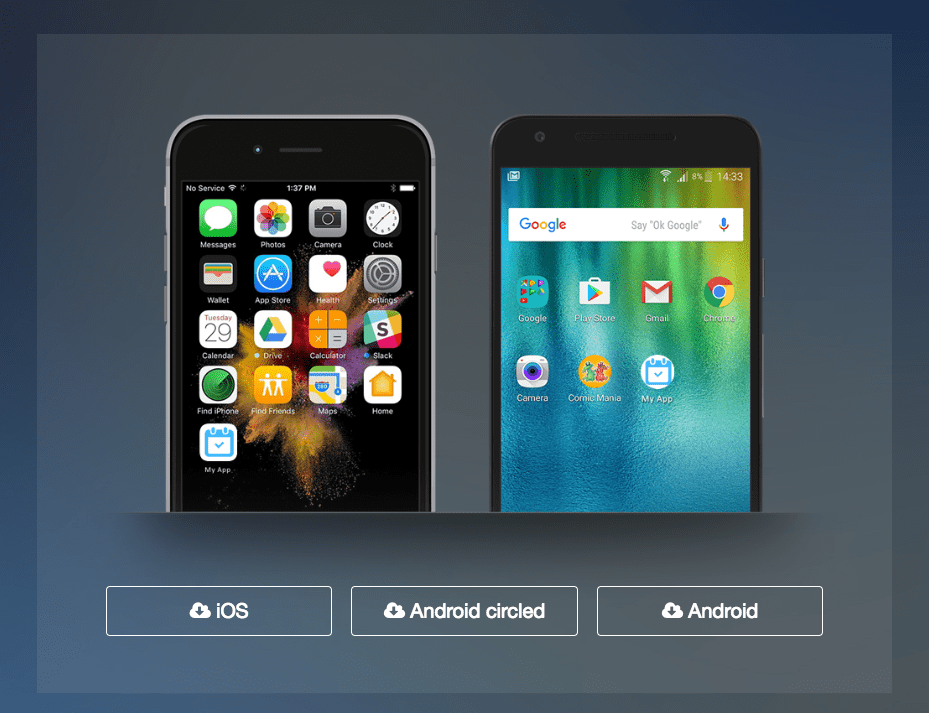 No Service 1:37 PM
Messages Photos Camera Clock
Wallet App Store Health Settings
Tuesday
29
Calendar Drive Calculator Slack
S
280
Find iPhone Find Friends Maps Home
My App
8% 14:33
Google Say "Ok Google"
Google Play Store Gmail Chrome
Camera Comic Mania My App
iOS
Android circled
Android